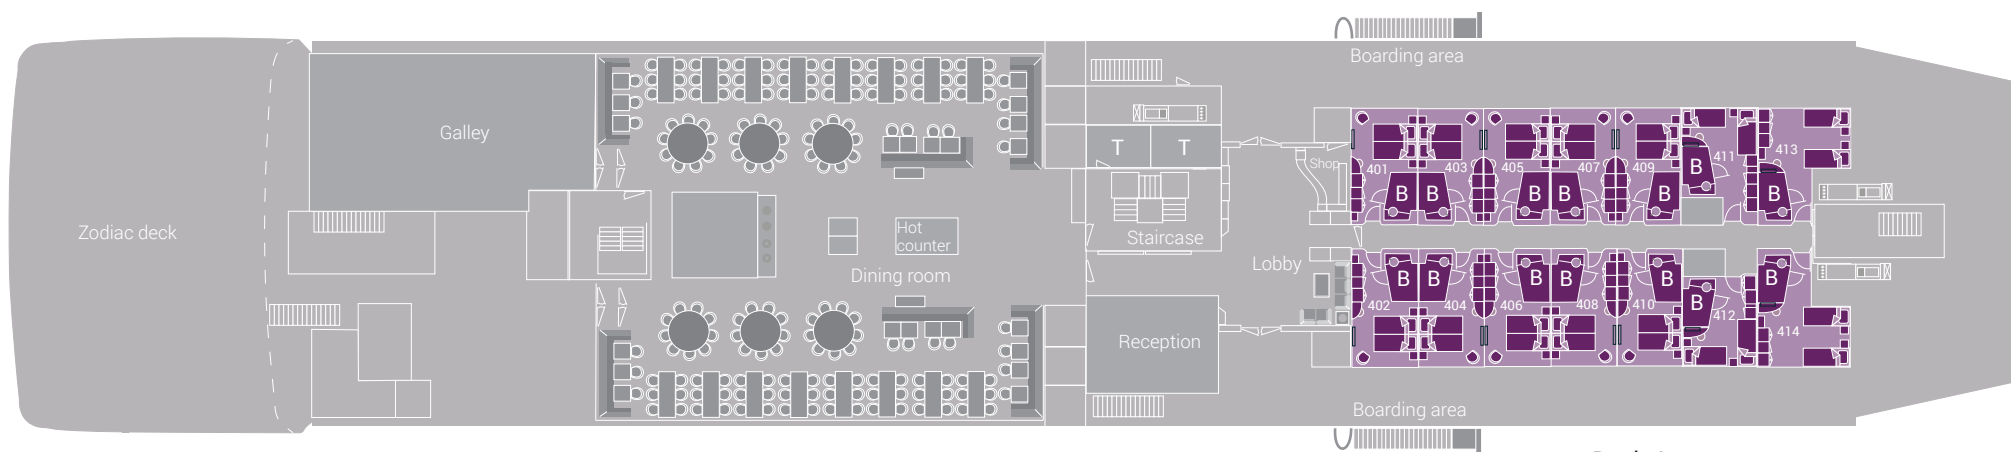 Boarding area
Galley
T
T
Shop
401
403
405
407
409
411
413
B
B
B
B
B
B
B
Zodiac deck
Hot
counter
Staircase
Dining room
Lobby
B
B
B
B
B
B
B
402
404
406
408
410
412
414
Reception
Boarding area